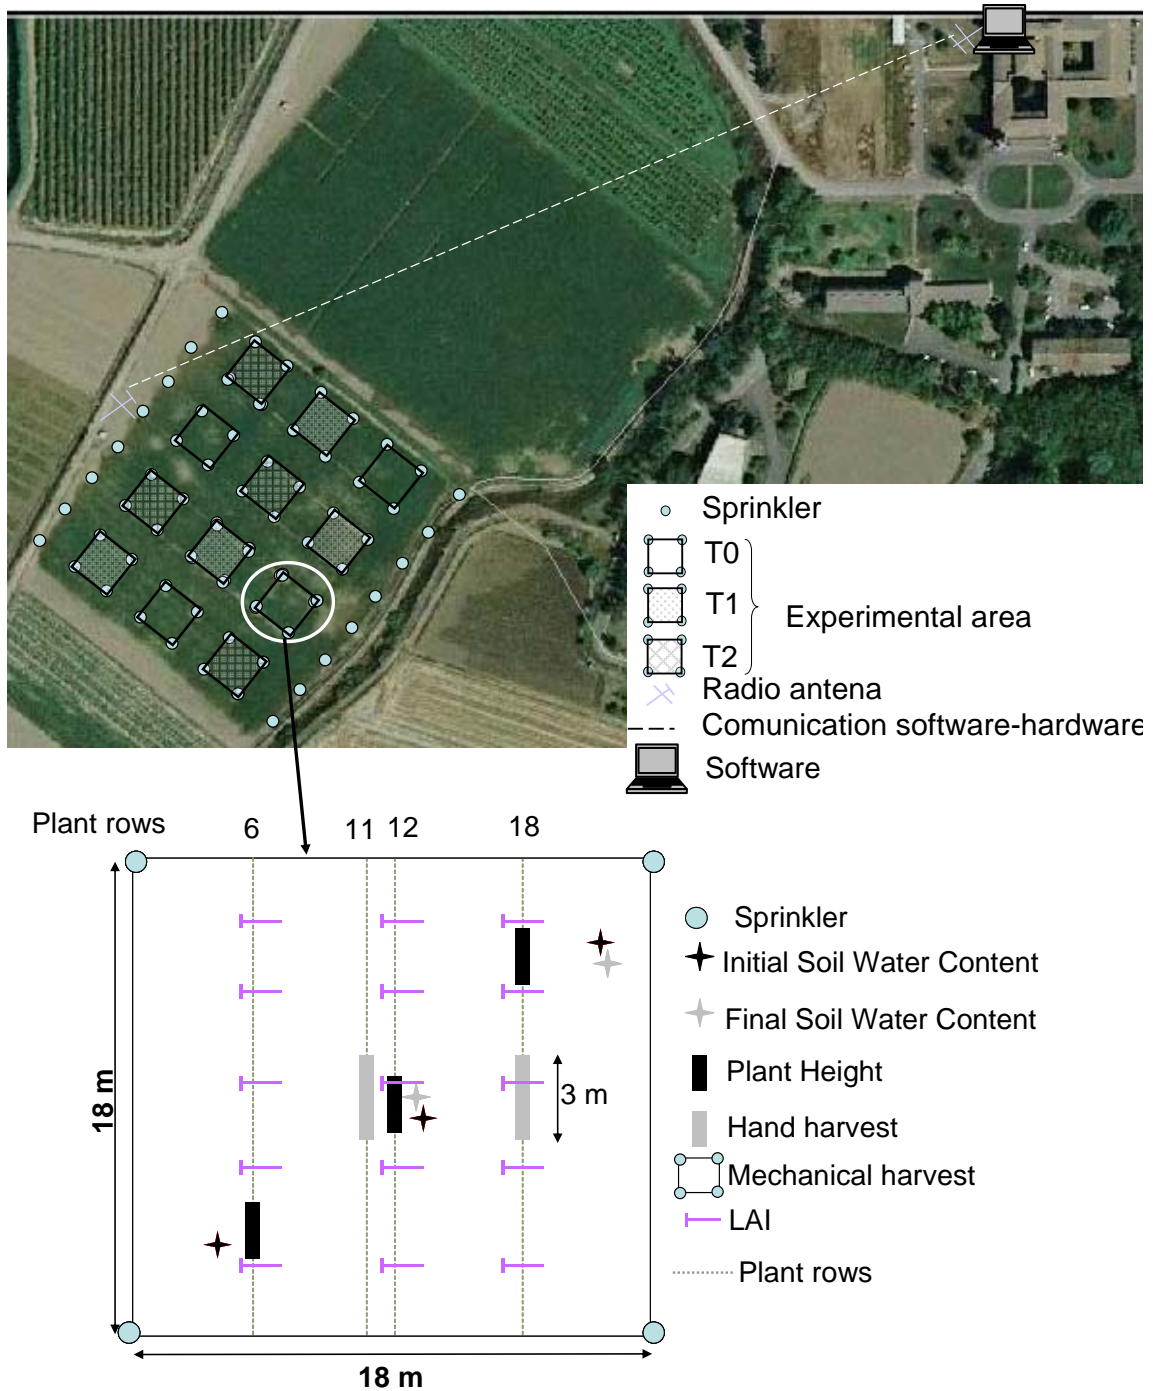 Sprinkler
T0
T1
Experimental area
T2
Radio antena
Comunication software-hardware
Software
Plant rows
6
11
12
18
Sprinkler
Initial Soil Water Content
Final Soil Water Content
Plant Height
3 m
18 m
Hand harvest
Mechanical harvest
LAI
Plant rows
18 m